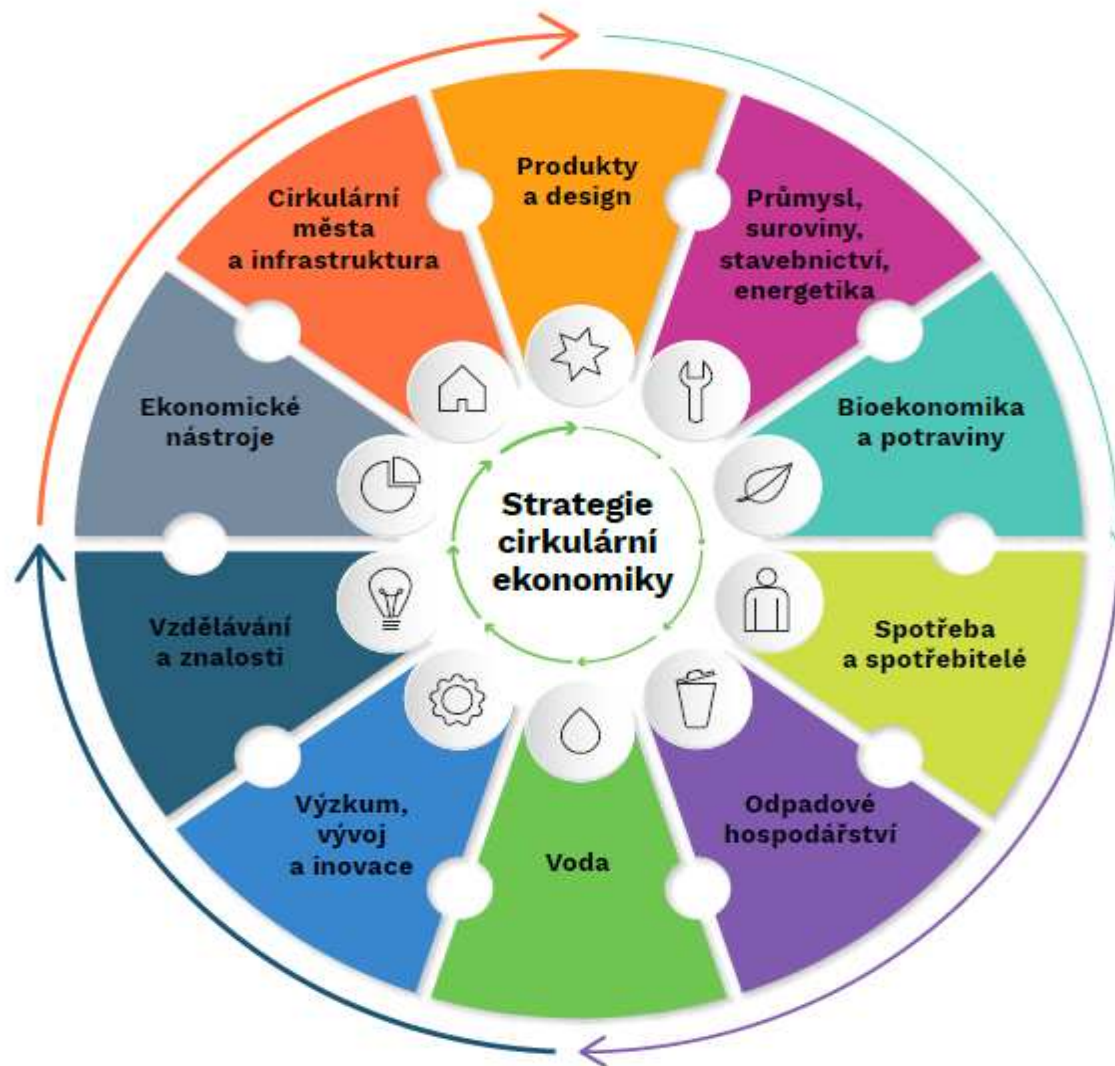 Produkty
a design
Průmysl,
suroviny,
stavebnictví,
energetika
Bioekonomika
a potraviny
Spotřeba
a spotřebitelé
Odpadové
hospodářství
Voda
Výzkum,
vývoj
a inovace
Vzdělávání
a znalosti
Ekonomické
nástroje
Cirkulární
města
a infrastruktura
Strategie
cirkulární
ekonomiky